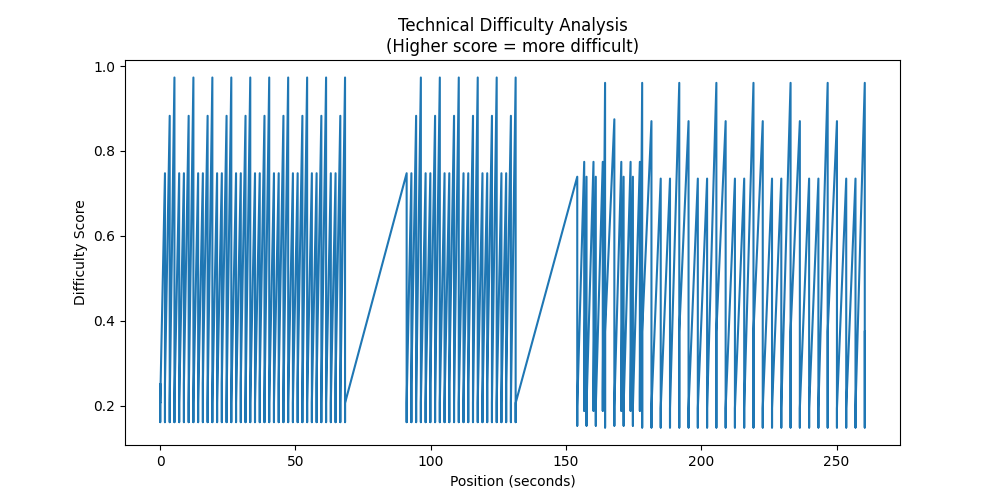 Technical Difficulty Analysis
(Higher score = more difficult)
1.0
0.8
0.6
0.4
0.2
Difficulty Score
0 50 100 150 200 250
Position (seconds)